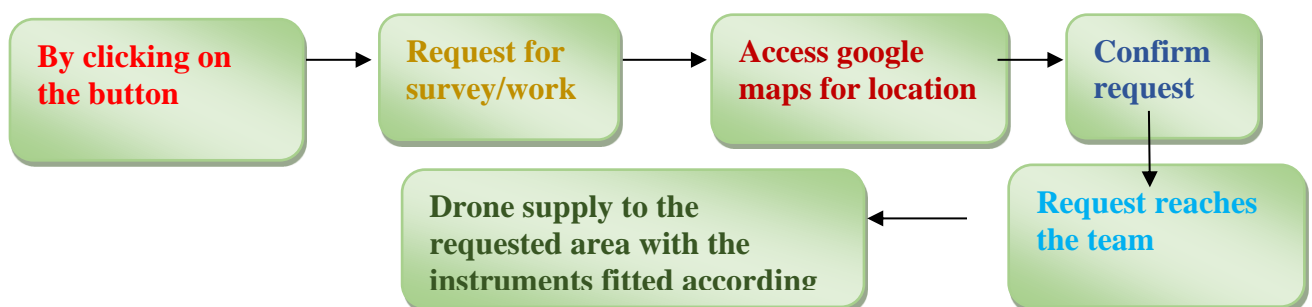 By clicking on
the button
Request for
survey/work
Access google
maps for location
Confirm
request
Request reaches
the team
Drone supply to the
requested area with the
instruments fitted according